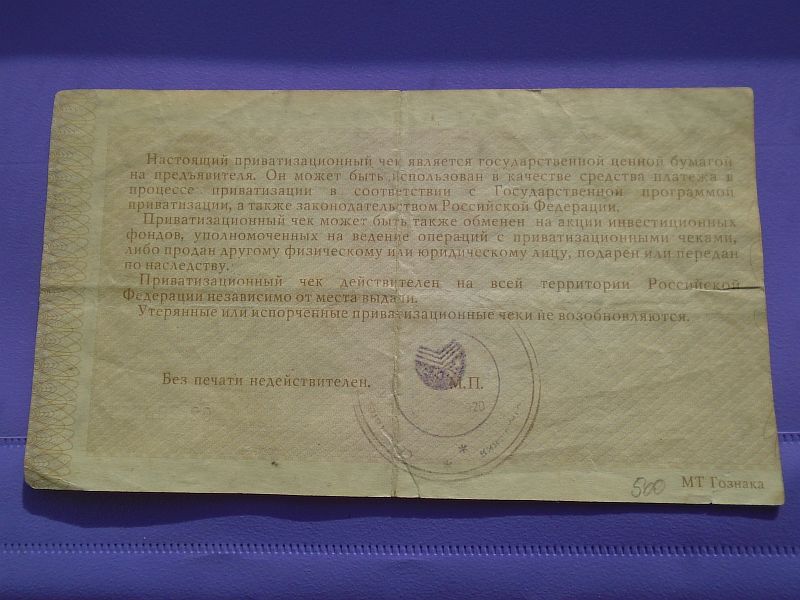 Настоящий приватизационный чек является государственной ценной бумагой
на предъявителя. Он может быть использован в качестве средства платежа в
процессе приватизации в соответствии с Государственной программой
приватизации, а также законодательством Российской Федерации.
Приватизационный чек может быть также обменен на акции инвестиционных
фондов, уполномоченных на ведение операций с приватизационными чеками,
либо продан другому физическому или юридическому лицу, подарен или передан
по наследству.
Приватизационный чек действителен на всей территории Российской
Федерации независимо от места выдачи.
Утерянные или испорченные приватизационные чеки не возобновляются.
Без печати недействителен.
М.П.
500
МТ Гознака